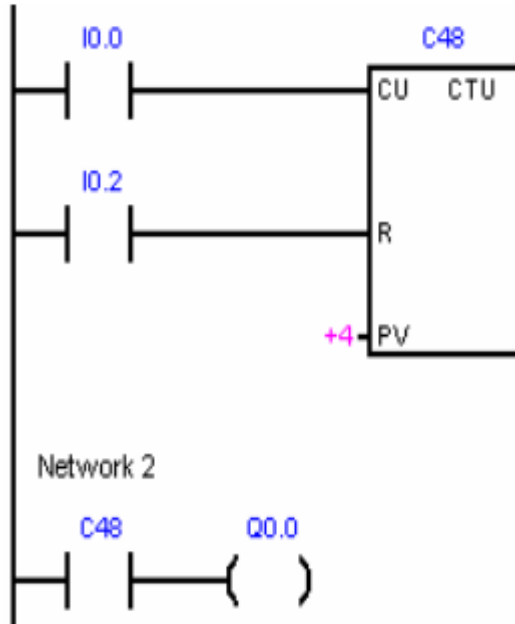 I0.0 C48
CU CTU
I0.2
R
+4 PV
Network 2
C48 Q0.0